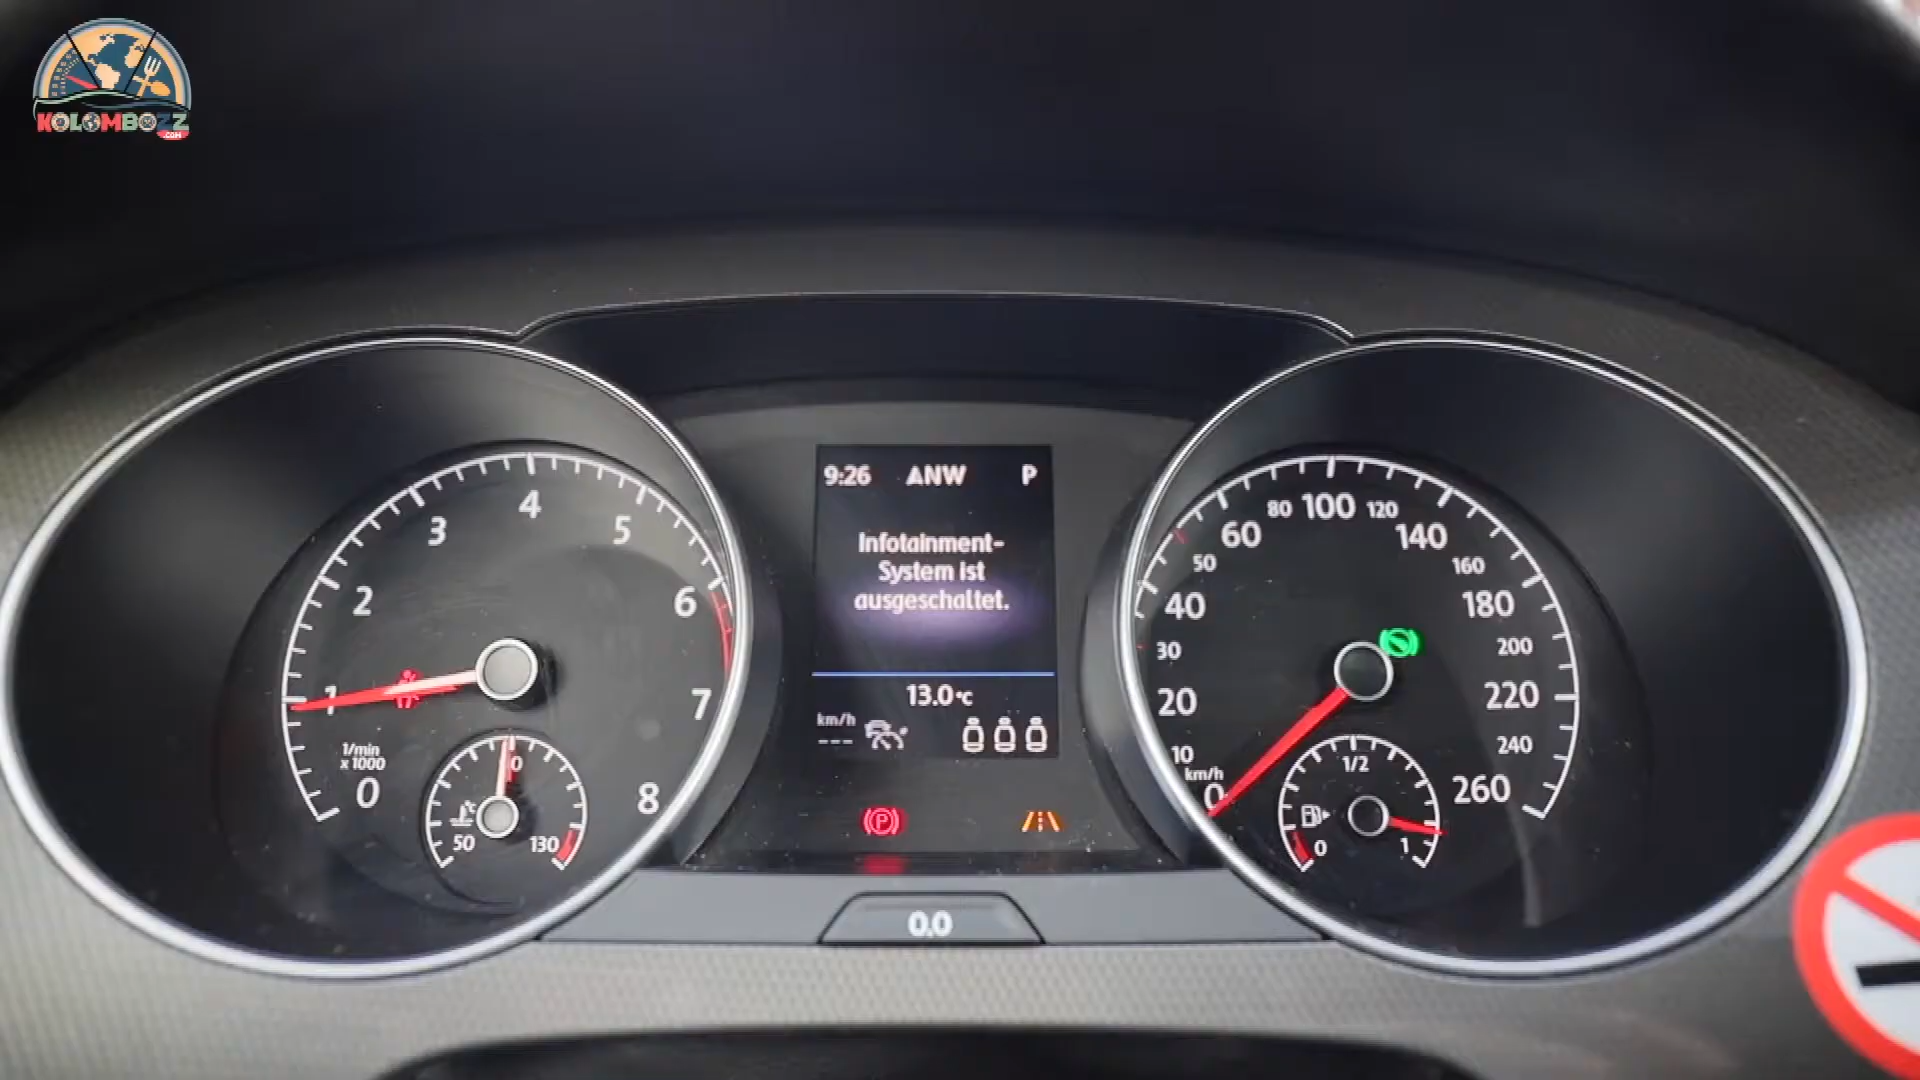 KOLOMBOZZ
.COM
9:26 ANW P
Infotainment-
System ist
ausgeschaltet.
13.0°C
km/h
---
0 1 2 3 4 5 6 7 8
1/min
x 1000
°C
50 130
P
0,0
0 10 20 30 40 50 60 80 100 120 140 160 180 200 220 240 260
km/h
0 1/2 1